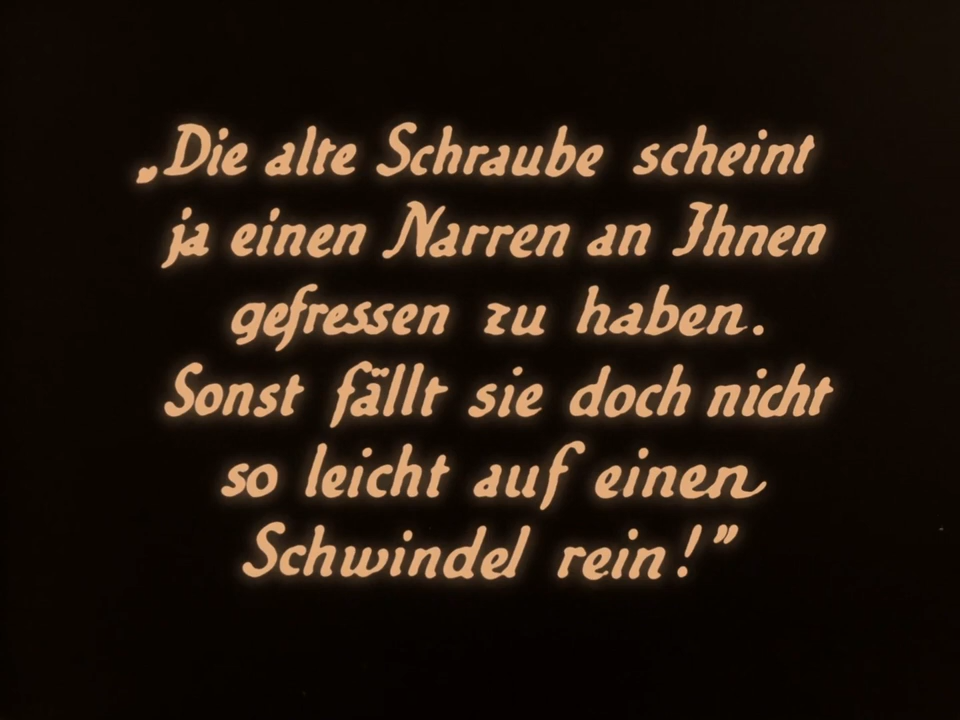 „Die alte Schraube scheint
ja einen Narren an Ihnen
gefressen zu haben.
Sonst fällt sie doch nicht
so leicht auf einen
Schwindel rein!”